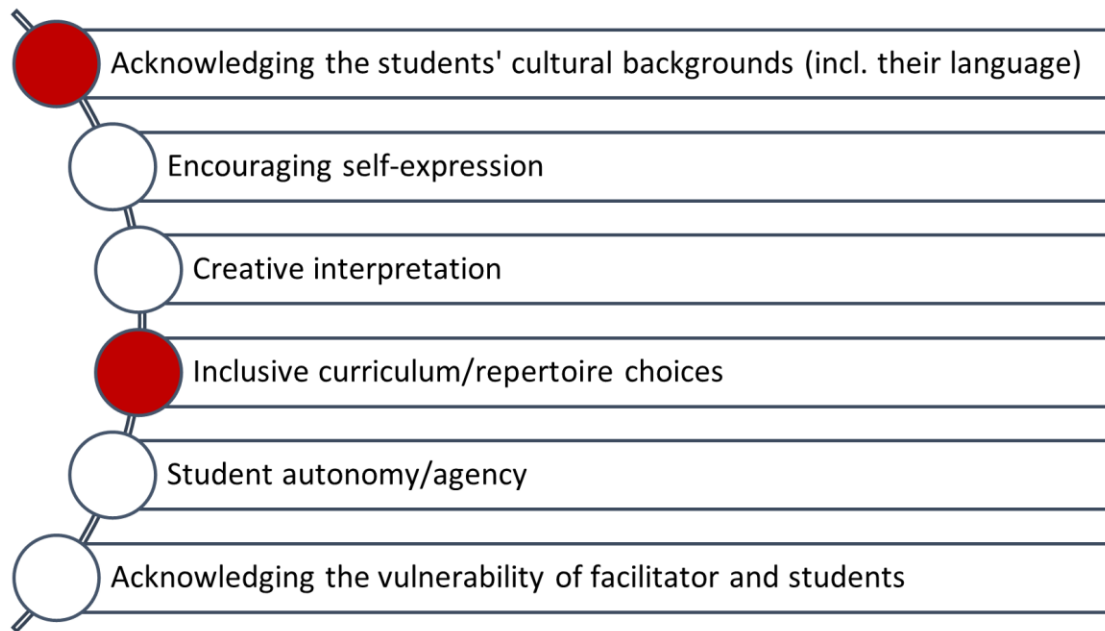 Acknowledging the students' cultural backgrounds (incl. their language)
Encouraging self-expression
Creative interpretation
Inclusive curriculum/repertoire choices
Student autonomy/agency
Acknowledging the vulnerability of facilitator and students